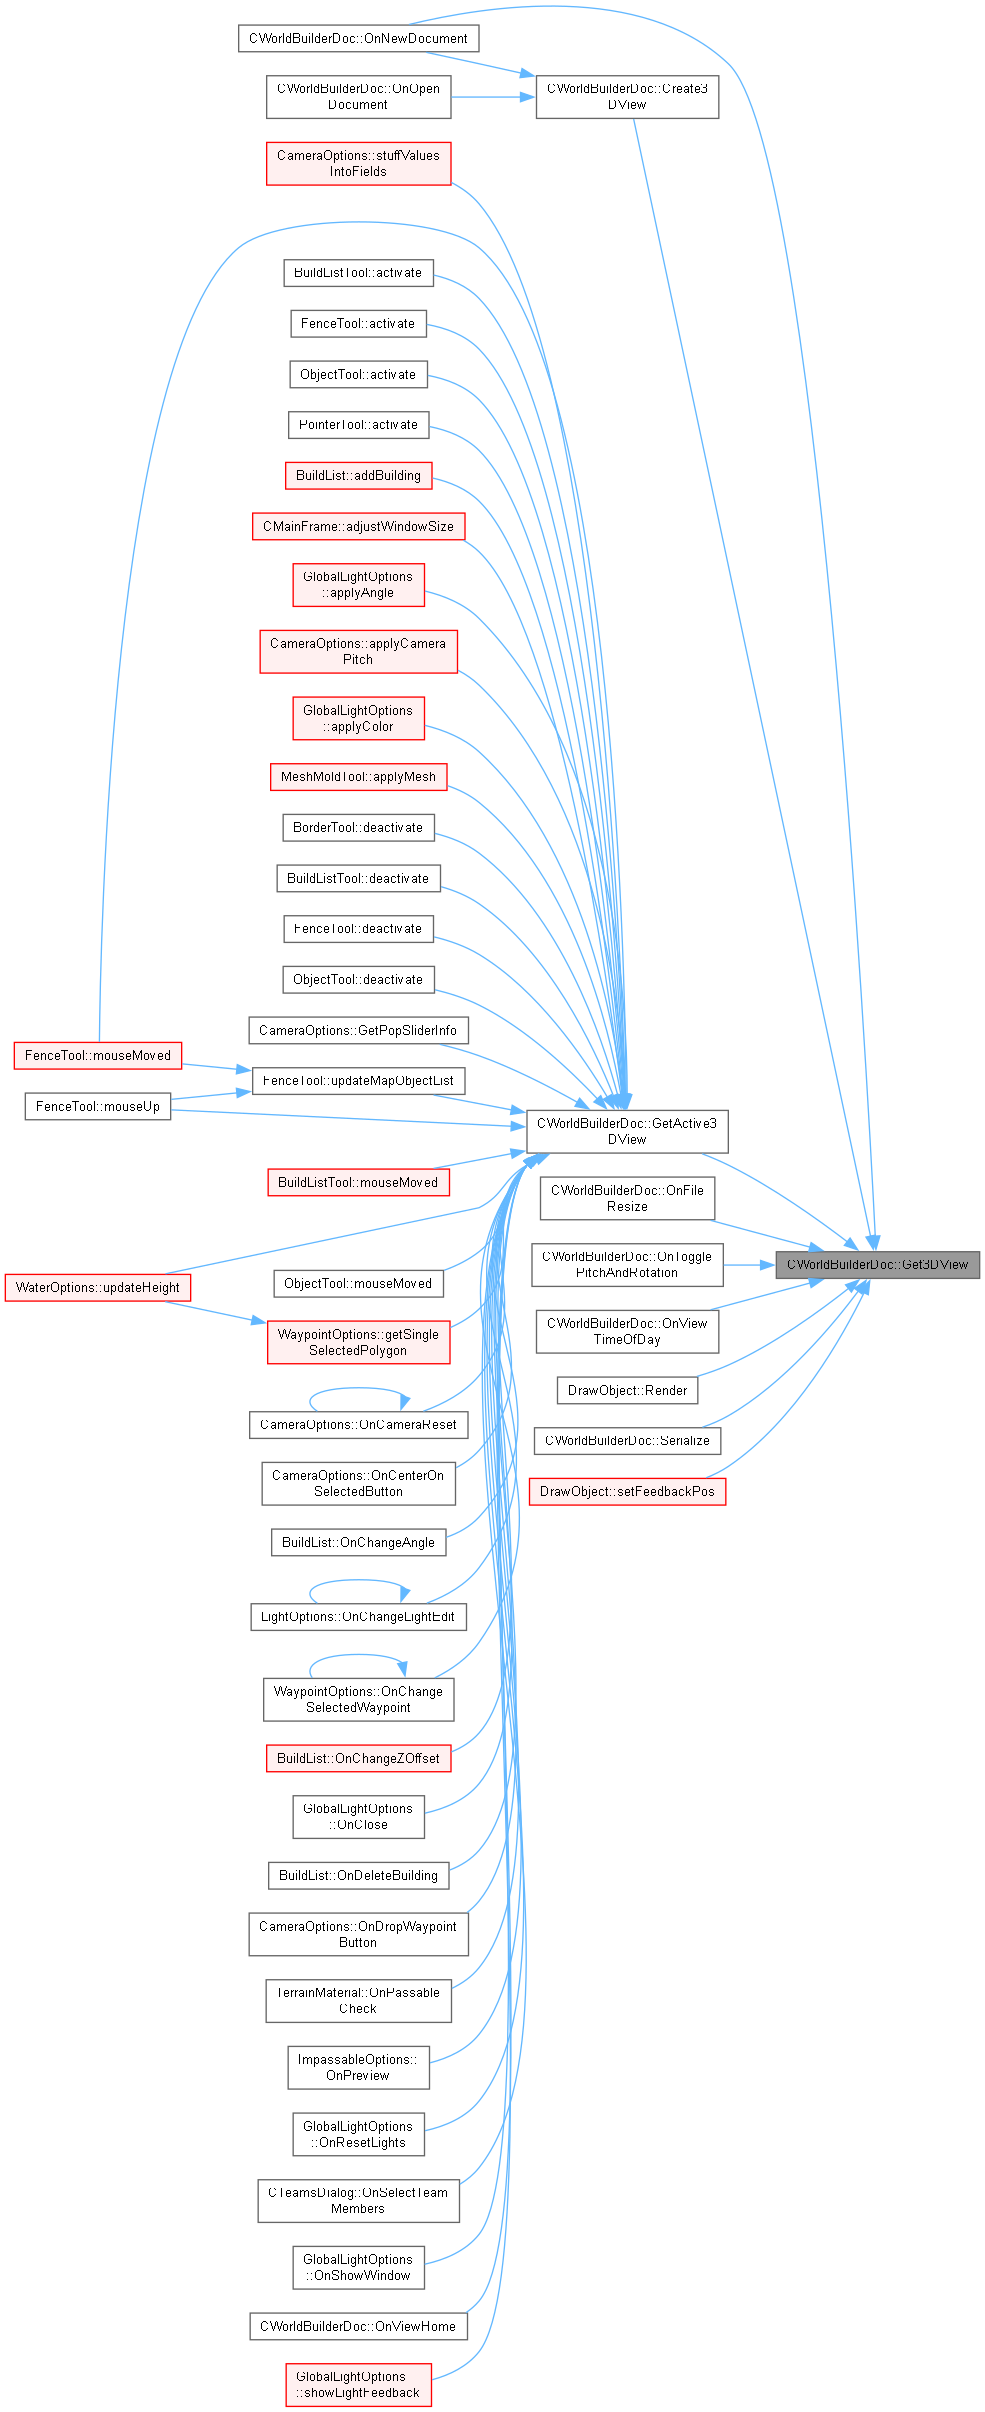 CWorldBuilderDoc::OnNewDocument
CWorldBuilderDoc::OnOpen
Document
CWorldBuilderDoc::Create3
DView
CameraOptions::stuffValues
IntoFields
BuildListTool::activate
FenceTool::activate
ObjectTool::activate
PointerTool::activate
BuildList::addBuilding
CMainFrame::adjustWindowSize
GlobalLightOptions
::applyAngle
CameraOptions::applyCamera
Pitch
GlobalLightOptions
::applyColor
MeshMoldTool::applyMesh
BorderTool::deactivate
BuildListTool::deactivate
FenceTool::deactivate
ObjectTool::deactivate
CameraOptions::GetPopSliderInfo
FenceTool::mouseMoved
FenceTool::updateMapObjectList
FenceTool::mouseUp
CWorldBuilderDoc::GetActive3
DView
BuildListTool::mouseMoved
CWorldBuilderDoc::OnFile
Resize
CWorldBuilderDoc::OnToggle
PitchAndRotation
CWorldBuilderDoc::Get3DView
WaterOptions::updateHeight
ObjectTool::mouseMoved
WaypointOptions::getSingle
SelectedPolygon
CWorldBuilderDoc::OnView
TimeOfDay
DrawObject::Render
CameraOptions::OnCameraReset
CWorldBuilderDoc::Serialize
CameraOptions::OnCenterOn
SelectedButton
DrawObject::setFeedbackPos
BuildList::OnChangeAngle
LightOptions::OnChangeLightEdit
WaypointOptions::OnChange
SelectedWaypoint
BuildList::OnChangeZOffset
GlobalLightOptions
::OnClose
BuildList::OnDeleteBuilding
CameraOptions::OnDropWaypoint
Button
TerrainMaterial::OnPassable
Check
ImpassableOptions::
OnPreview
GlobalLightOptions
::OnResetLights
CTeamsDialog::OnSelectTeam
Members
GlobalLightOptions
::OnShowWindow
CWorldBuilderDoc::OnViewHome
GlobalLightOptions
::showLightFeedback